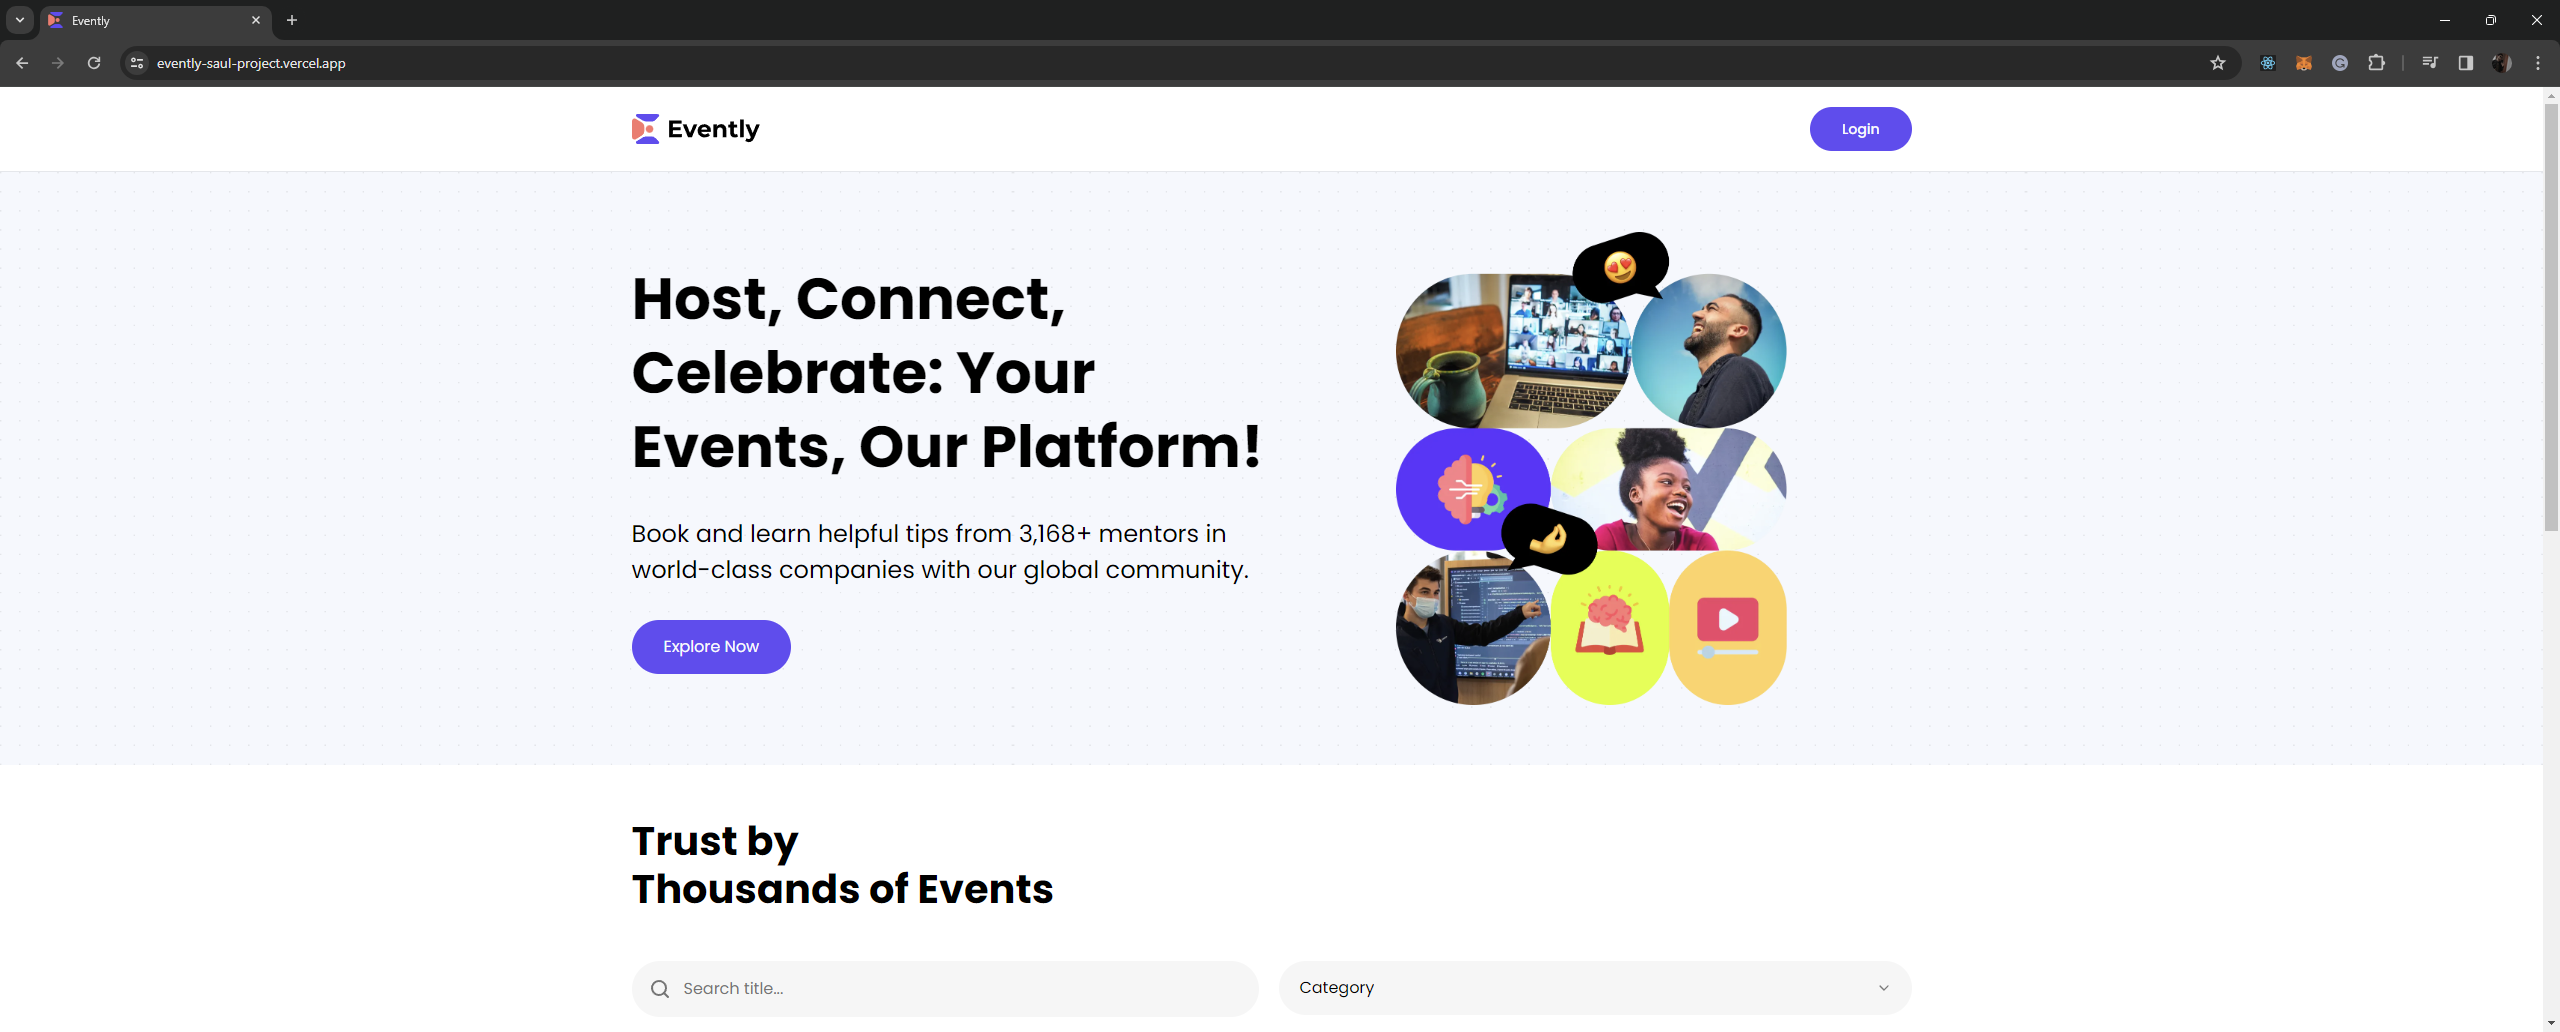 Evently
evently-saul-project.vercel.app
Evently
Login
Host, Connect,
Celebrate: Your
Events, Our Platform!
Book and learn helpful tips from 3,168+ mentors in
world-class companies with our global community.
Explore Now
Trust by
Thousands of Events
Search title...
Category